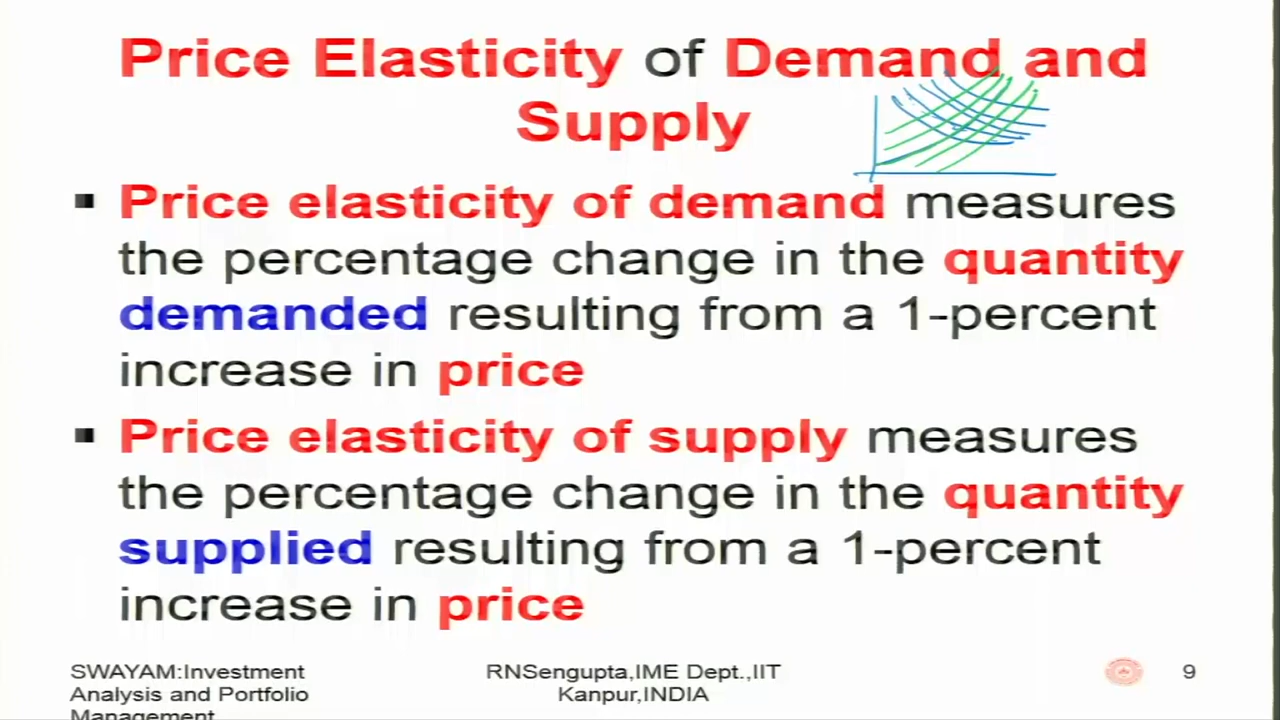 Price Elasticity of Demand and
Supply
▪ Price elasticity of demand measures
the percentage change in the quantity
demanded resulting from a 1-percent
increase in price
▪ Price elasticity of supply measures
the percentage change in the quantity
supplied resulting from a 1-percent
increase in price
SWAYAM:Investment
Analysis and Portfolio
Management
RNSengupta,IME Dept.,IIT
Kanpur,INDIA
9